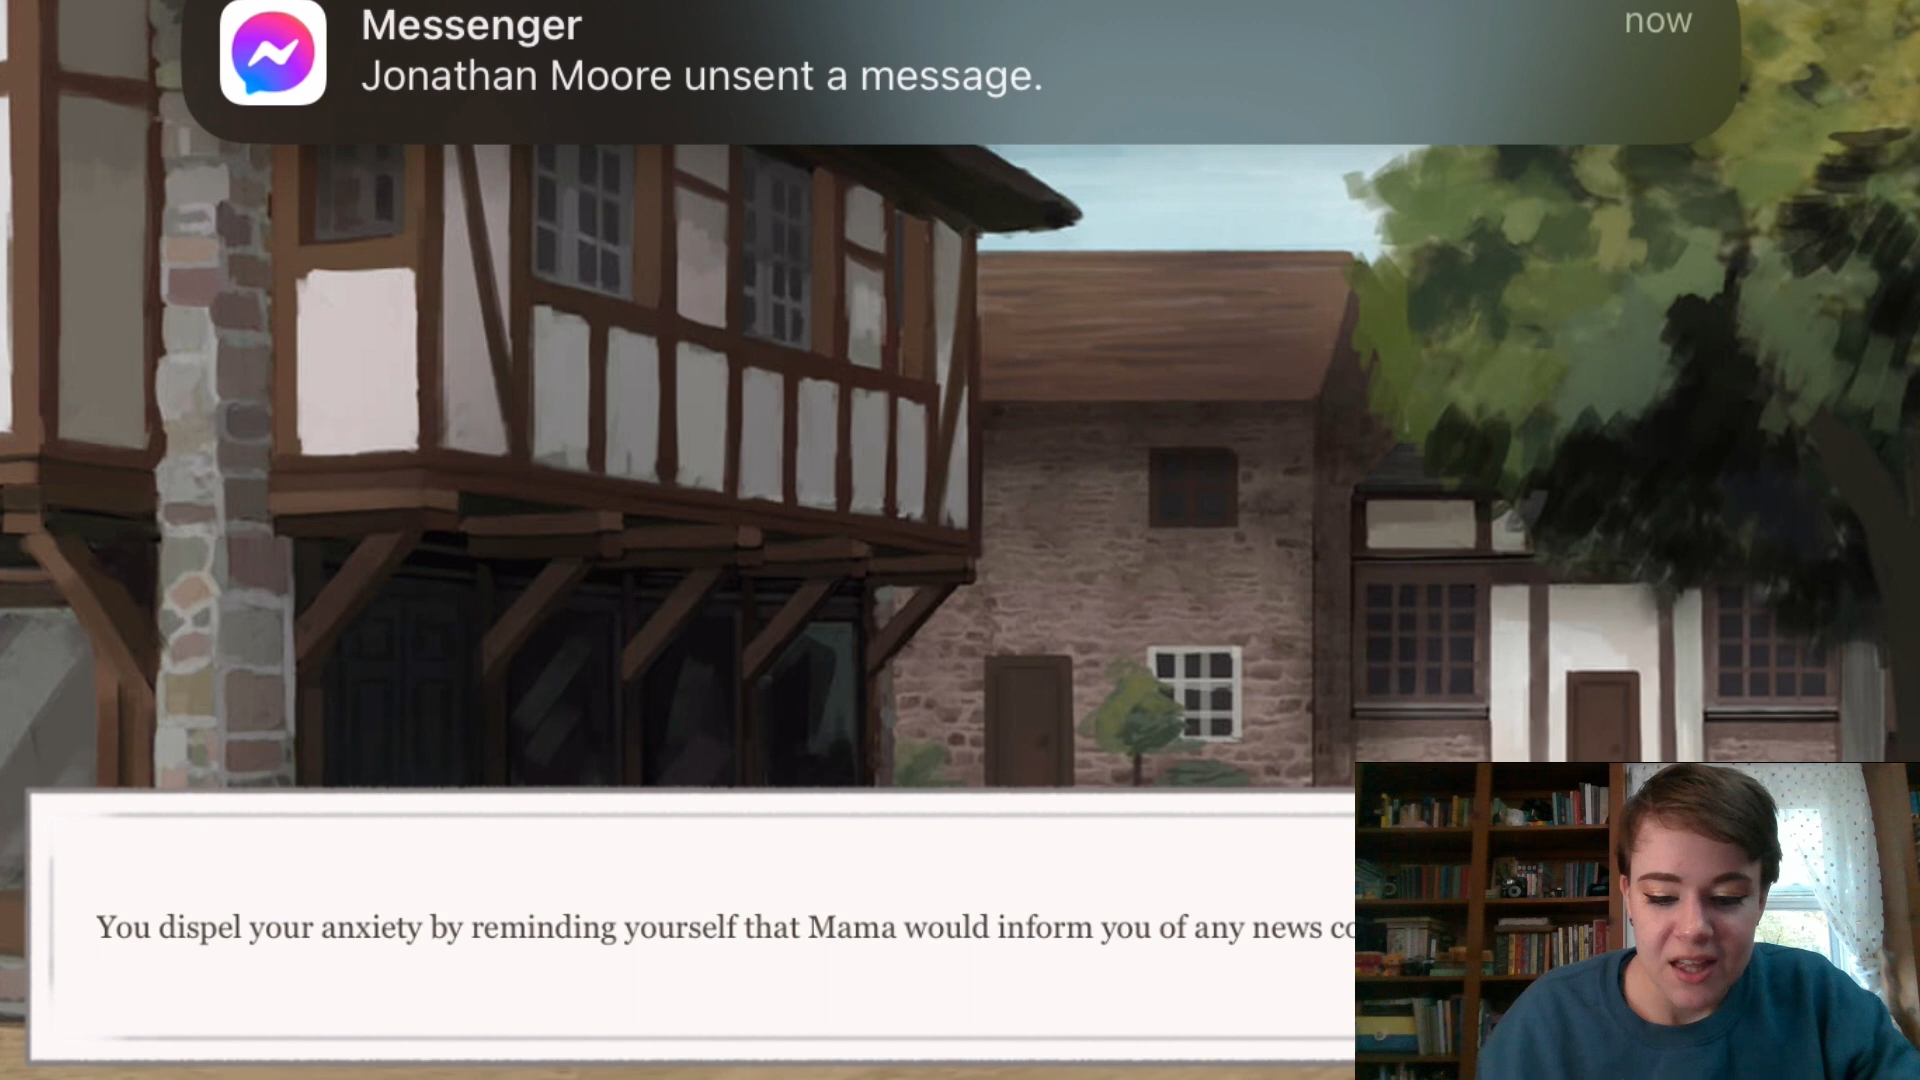 Messenger
now
Jonathan Moore unsent a message.
You dispel your anxiety by reminding yourself that Mama would inform you of any news